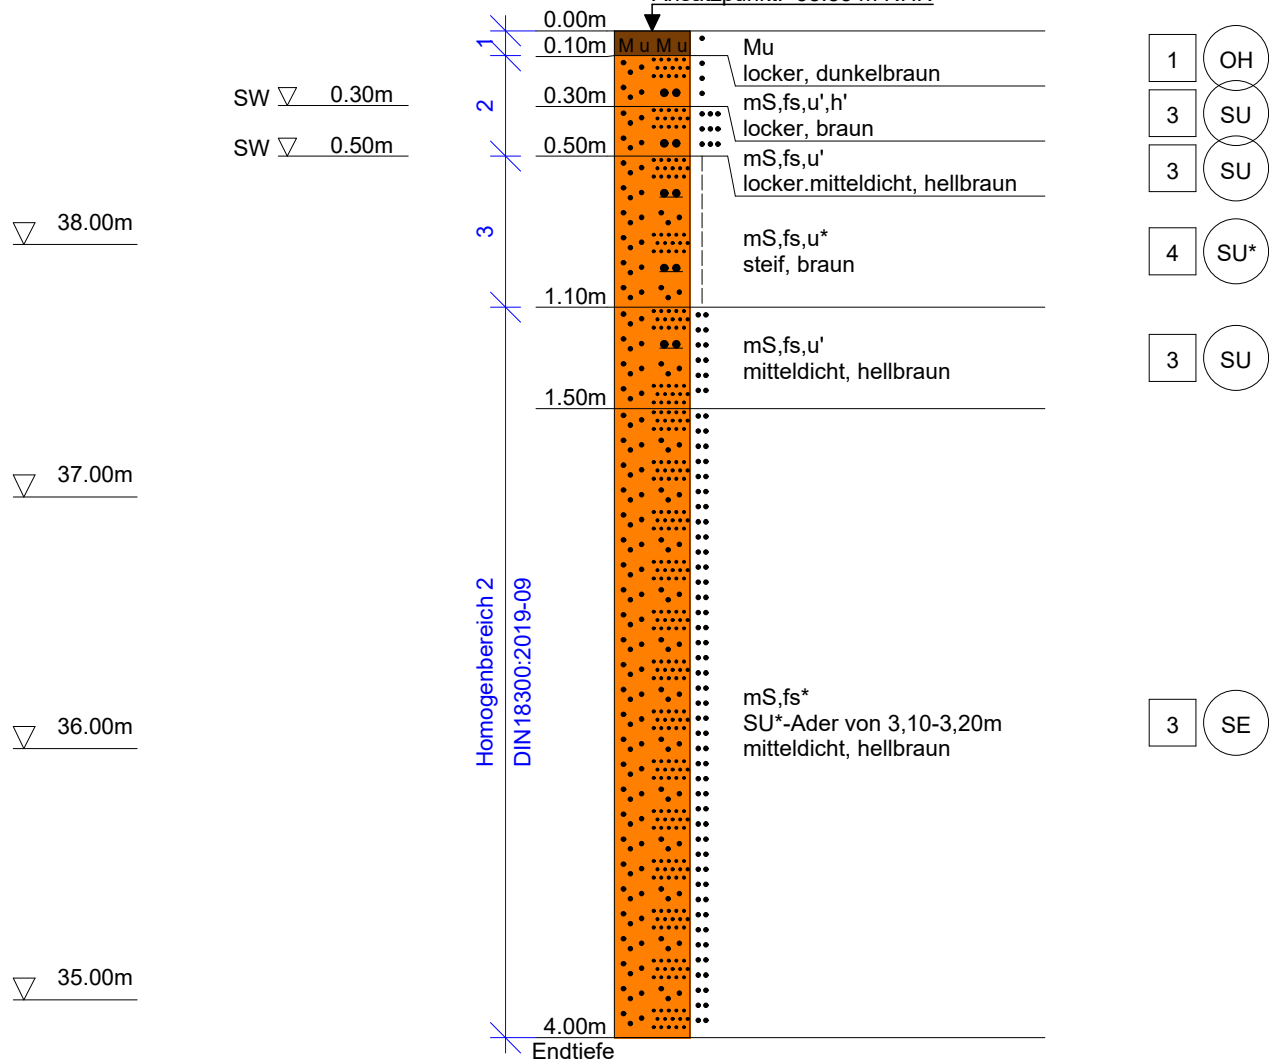 0.00m
1
0.10m
M u M u
Mu
locker, dunkelbraun
1
OH
SW
0.30m
2
0.30m
mS,fs,u',h'
locker, braun
3
SU
SW
0.50m
0.50m
mS,fs,u'
locker.mitteldicht, hellbraun
3
SU
38.00m
3
mS,fs,u*
steif, braun
4
SU*
1.10m
mS,fs,u'
mitteldicht, hellbraun
3
SU
1.50m
37.00m
Homogenbereich 2
DIN18300:2019-09
36.00m
mS,fs*
SU*-Ader von 3,10-3,20m
mitteldicht, hellbraun
3
SE
35.00m
4.00m
Endtiefe